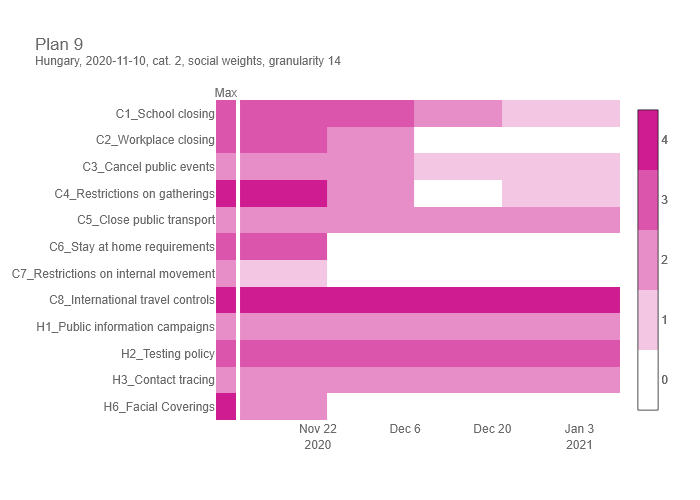 Plan 9
Hungary, 2020-11-10, cat. 2, social weights, granularity 14
Max
C1_School closing
C2_Workplace closing
C3_Cancel public events
C4_Restrictions on gatherings
C5_Close public transport
C6_Stay at home requirements
C7_Restrictions on internal movement
C8_International travel controls
H1_Public information campaigns
H2_Testing policy
H3_Contact tracing
H6_Facial Coverings
Nov 22 Dec 6 Dec 20 Jan 3
2020 2021
4
3
2
1
0